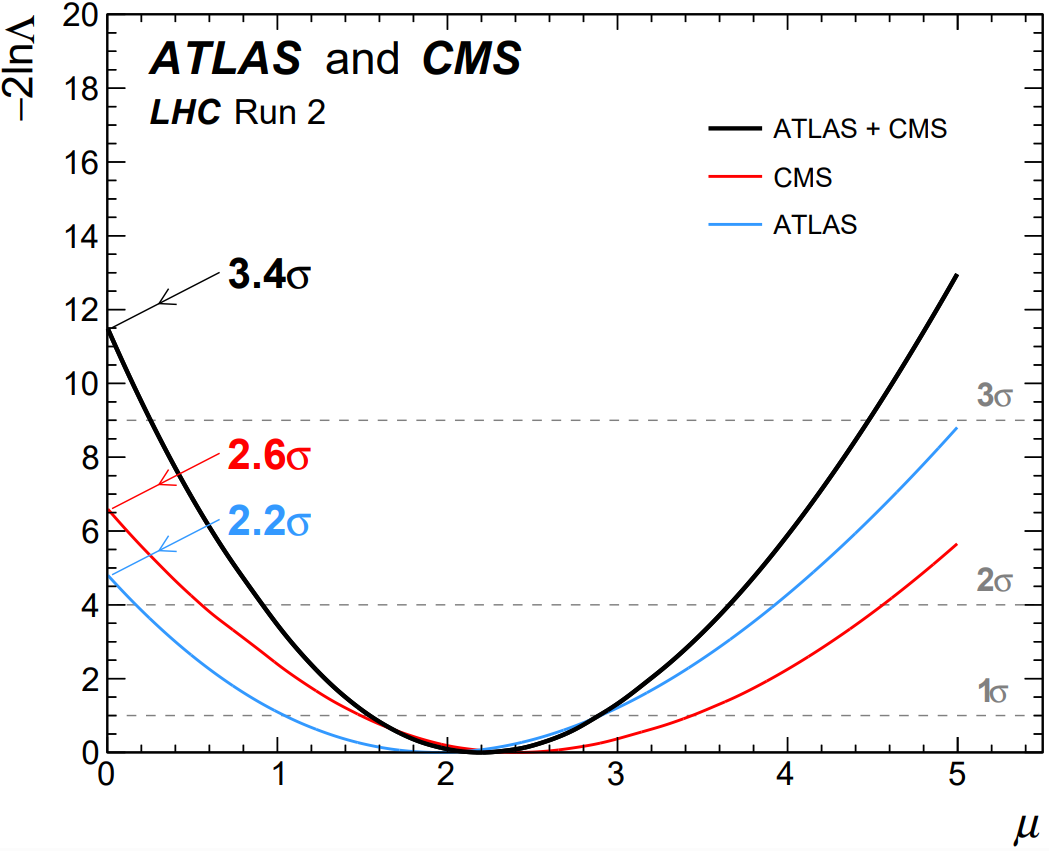 −2lnΛ
ATLAS and CMS
LHC Run 2
ATLAS + CMS
CMS
ATLAS
20
18
16
14
12
10
8
6
4
2
0
3.4σ
2.6σ
2.2σ
3σ
2σ
1σ
0 1 2 3 4 5
μ